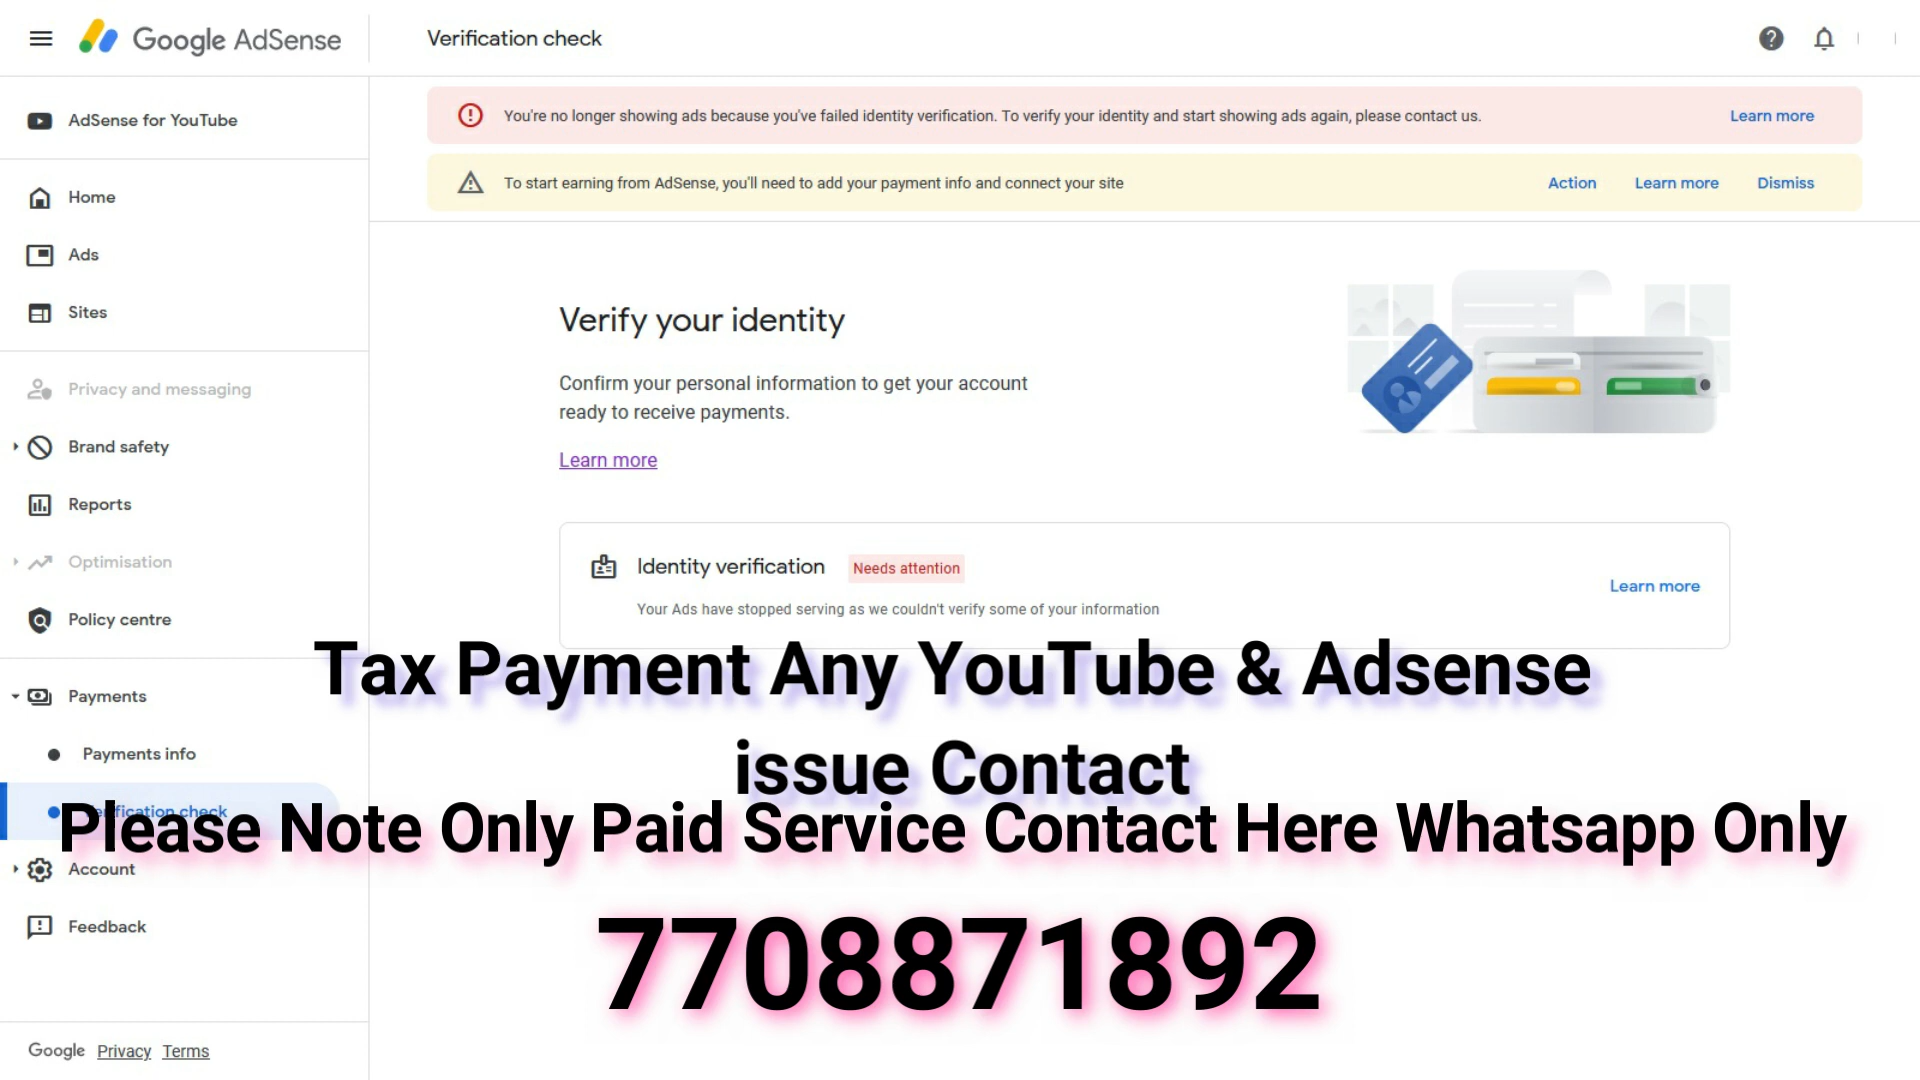 Google AdSense
Verification check
AdSense for YouTube
You're no longer showing ads because you've failed identity verification. To verify your identity and start showing ads again, please contact us.
Learn more
To start earning from AdSense, you'll need to add your payment info and connect your site
Action
Learn more
Dismiss
Home
Ads
Sites
Privacy and messaging
Brand safety
Reports
Optimisation
Policy centre
Payments
Payments info
Verification check
Account
Feedback
Google Privacy Terms
Verify your identity
Confirm your personal information to get your account
ready to receive payments.
Learn more
Identity verification
Needs attention
Your Ads have stopped serving as we couldn't verify some of your information
Learn more
Tax Payment Any YouTube & Adsense
issue Contact
Please Note Only Paid Service Contact Here Whatsapp Only
7708871892